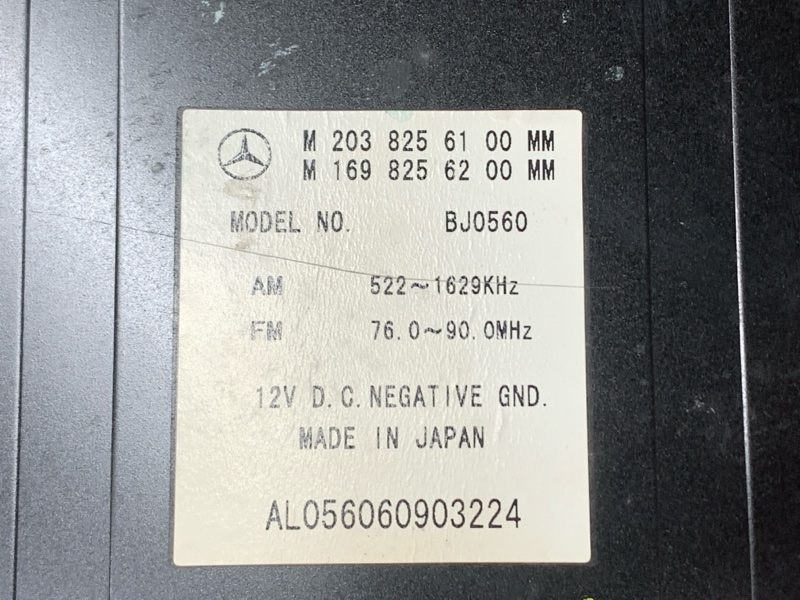 M 203 825 61 00 MM
M 169 825 62 00 MM
MODEL NO. BJ0560
AM 522~1629KHz
FM 76.0~90.0MHz
12V D.C.NEGATIVE GND.
MADE IN JAPAN
AL056060903224